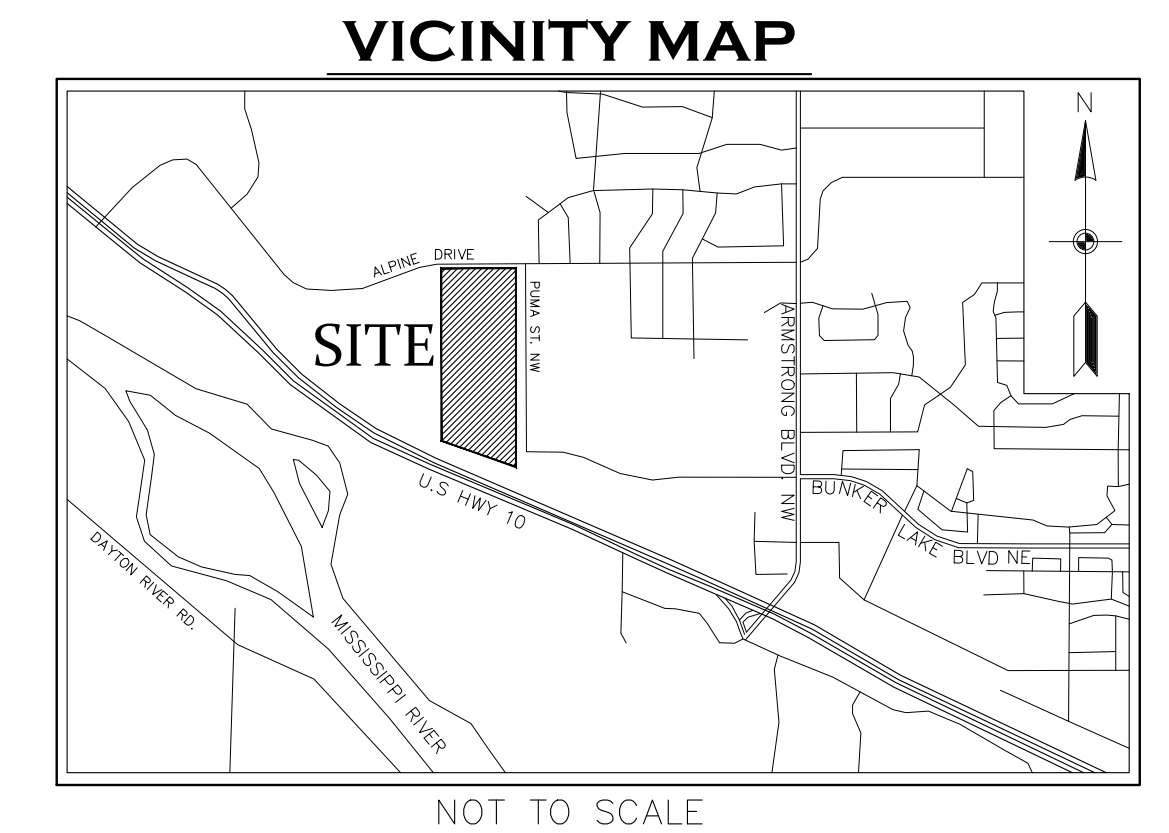 VICINITY MAP
N
ALPINE DRIVE
PUMA ST. NW
SITE
ARMSTRONG BLVD. NW
U.S HWY 10
BUNKER LAKE BLVD NE
DAYTON RIVER RD.
MISSISSIPPI RIVER
NOT TO SCALE